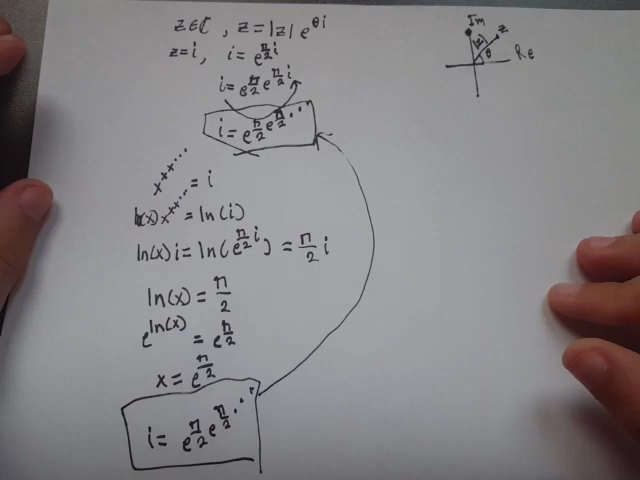 z∈ℂ, z=|z|e^θi
z=i, i=e^π/2 i
i=e^π/2 e^π/2 i
i=e^π/2 e^π/2 ⋰
x^x^x^⋰ = i
ln(x)x^x^x^⋰ = ln(i)
ln(x)i = ln(e^π/2 i) = π/2 i
ln(x) = π/2
e^ln(x) = e^π/2
x = e^π/2
i = e^π/2 e^π/2 ⋰
Im
z
|z|
θ
Re